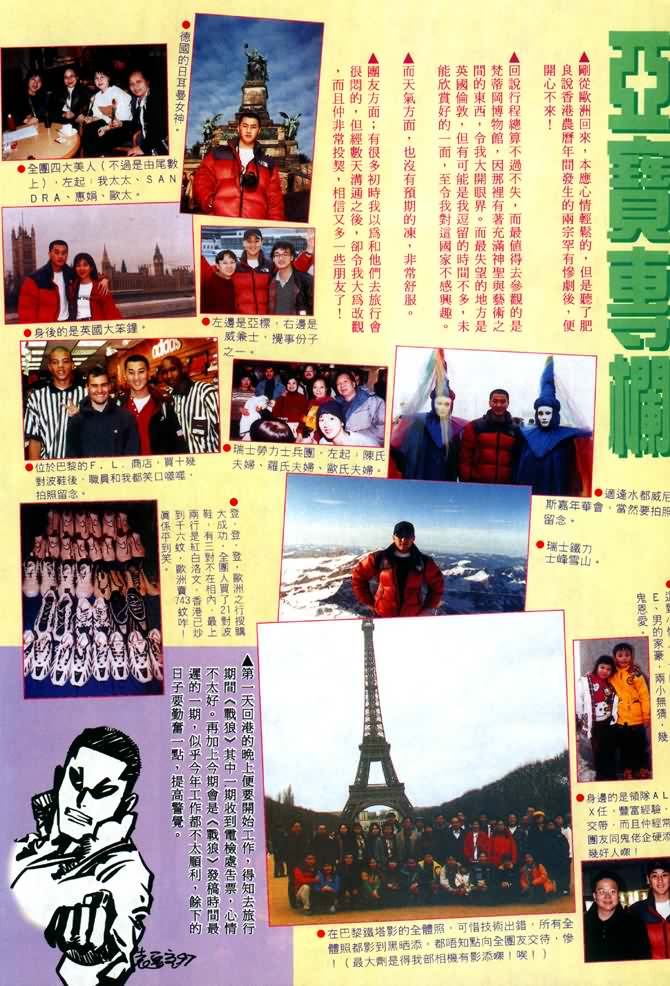 亞寶專欄
▲剛從歐洲回來，本應心情輕鬆的，但是聽了肥
良說香港農曆年間發生的兩宗罕有慘劇後，便
開心不來！
▲回說行程總算不過不失，而最值得去參觀的是
梵蒂岡博物館，因那裡有著充滿神聖與藝術之
間的東西，令我大開眼界。而最失望的地方是
英國倫敦，但有可能是我逗留的時間不多，未
能欣賞好的一面，至令我對這國家不感興趣。
▲而天氣方面，也沒有預期的凍，非常舒服。
▲團友方面；有很多初時我以為和他們去旅行會
很悶的，但經數天溝通之後，卻令我大為改觀
，而且仲非常投契，相信又多一些朋友了！
●德國的日耳曼女神。
●全團四大美人（不過是由尾數
上），左起；我太太、SAN
DRA、惠娟、歐太。
●身後的是英國大笨鐘。
●左邊是亞標，右邊是
威兼士，攪事份子
之一。
●位於巴黎的F．L．商店，買十幾
對波鞋後，職員和我都笑口噬噬，
拍照留念。
●瑞士勞力士兵團，左起；陳氏
夫婦、羅氏夫婦、歐氏夫婦。
●適逢水都威尼
斯嘉年華會，當然要拍照
留念。
●瑞士鐵力
士峰雪山。
●登，登，登，歐洲之行搜購
大成功，全團人買了21對波
鞋，有三對不在相內，最上
兩行是紅白洛文，香港已炒
到千六蚊，歐洲賣743蚊咋！
眞係平到笑。
E、男的
的家豪，兩小無猜，幾
鬼恩愛。
●身邊的是領隊AL
X任，豐富經驗，
交帶，而且仲經常
團友同鬼佬企硬添
幾好人㗎！
▲第一天回港的晚上便要開始工作，得知去旅行
期間《戰狼》其中一期收到電檢處告票，心情
不太好。再加上今期會是《戰狼》發稿時間最
遲的一期，似乎今年工作都不太順利，餘下的
日子要勤奮一點，提高警覺。
●在巴黎鐵塔影的全體照，可惜技術出錯，所有全
體照都影到黑晒添。都唔知點向全團友交待，慘
！（最大劑是得我部相機有影添㗎！唉！）
adidas
97